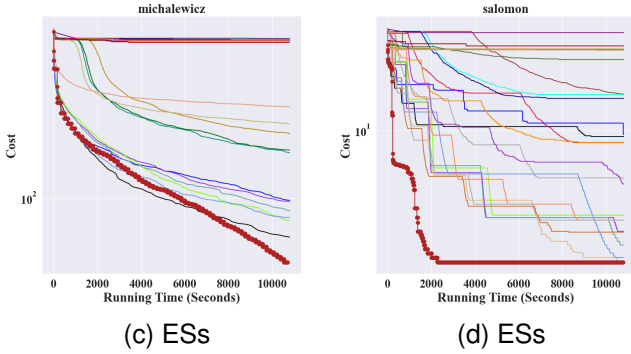 michalewicz
salomon
Cost
10²
0 2000 4000 6000 8000 10000
Running Time (Seconds)
Cost
10¹
0 2000 4000 6000 8000 10000
Running Time (Seconds)
(c) ESs
(d) ESs